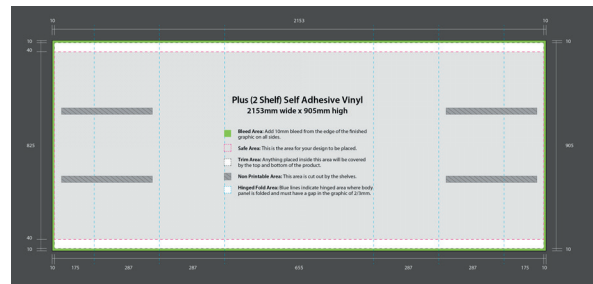 10 2153 10
10 10
40
Plus (2 Shelf) Self Adhesive Vinyl
2153mm wide x 905mm high
Bleed Area: Add 10mm bleed from the edge of the finished
graphic on all sides.
825 905
Safe Area: This is the area for your design to be placed.
Trim Area: Anything placed inside this area will be covered
by the top and bottom of the product.
Non Printable Area: This area is cut out by the shelves.
Hinged Fold Area: Blue lines indicate hinged area where body
panel is folded and must have a gap in the graphic of 2/3mm.
40
10 10
10 175 287 287 655 287 287 175 10